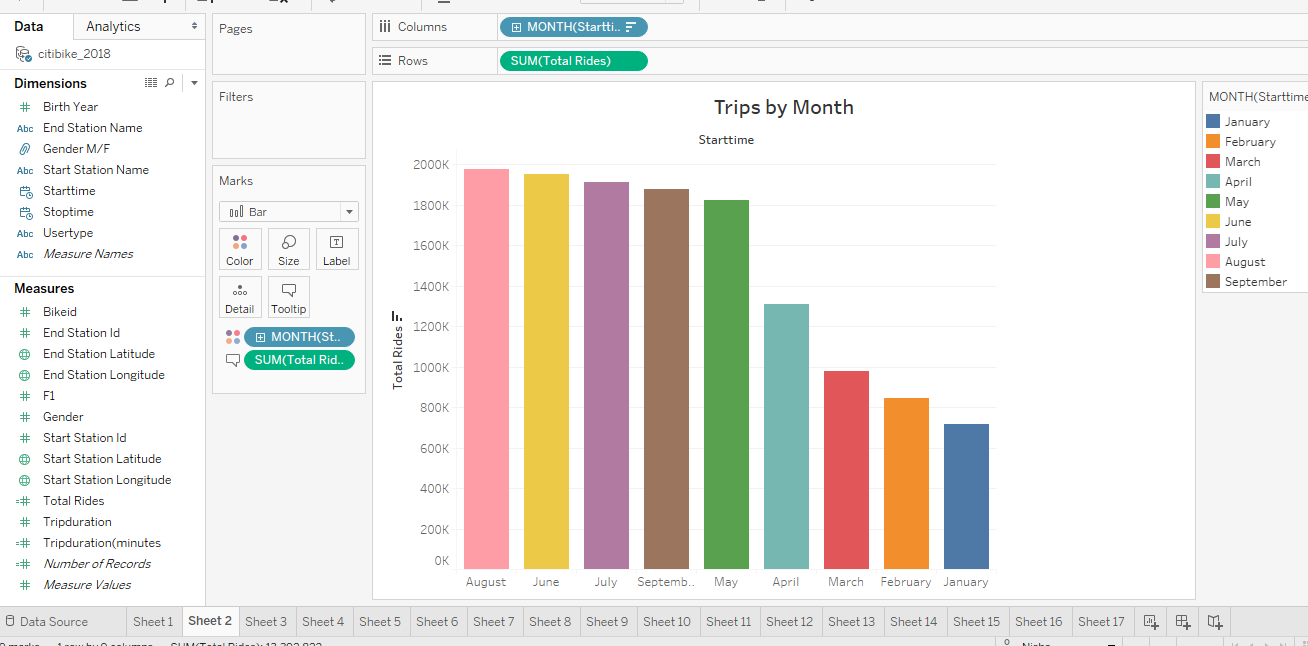 Data
Analytics
citibike_2018
Dimensions
Birth Year
Abc End Station Name
Gender M/F
Abc Start Station Name
Starttime
Stoptime
Abc Usertype
Abc Measure Names
Measures
Bikeid
End Station Id
End Station Latitude
End Station Longitude
F1
Gender
Start Station Id
Start Station Latitude
Start Station Longitude
Total Rides
Tripduration
Tripduration(minutes
Number of Records
Measure Values
Pages
Filters
Marks
Bar
Color Size Label
Detail Tooltip
MONTH(St..
SUM(Total Rid..
Columns MONTH(Startti..
Rows SUM(Total Rides)
Trips by Month
Starttime
Total Rides
2000K
1800K
1600K
1400K
1200K
1000K
800K
600K
400K
200K
0K
August June July Septemb.. May April March February January
MONTH(Starttime
January
February
March
April
May
June
July
August
September
Data Source Sheet 1 Sheet 2 Sheet 3 Sheet 4 Sheet 5 Sheet 6 Sheet 7 Sheet 8 Sheet 9 Sheet 10 Sheet 11 Sheet 12 Sheet 13 Sheet 14 Sheet 15 Sheet 16 Sheet 17